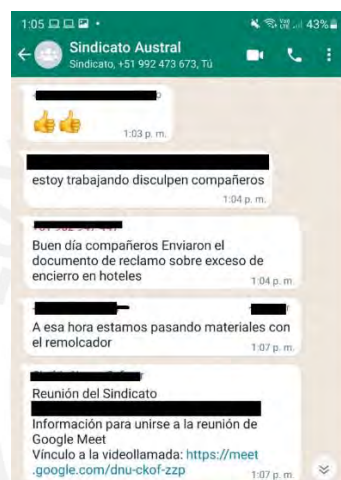 1:05
43%
Sindicato Austral
Sindicato, +51 992 473 673, Tú
1:03 p. m.
estoy trabajando disculpen compañeros
1:04 p. m.
Buen día compañeros Enviaron el
documento de reclamo sobre exceso de
encierro en hoteles
1:04 p. m.
A esa hora estamos pasando materiales con
el remolcador
1:07 p. m.
Reunión del Sindicato
Información para unirse a la reunión de
Google Meet
Vínculo a la videollamada: https://meet
.google.com/dnu-ckof-zzp
1:07 p. m.